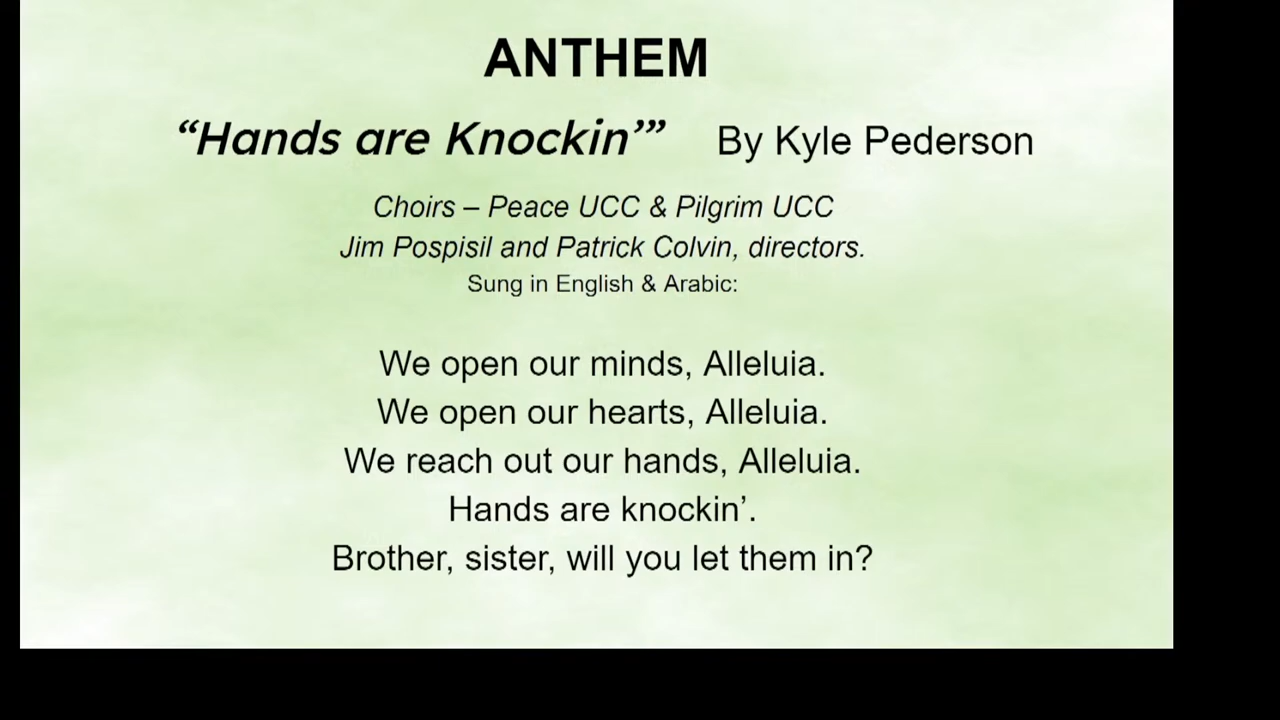 ANTHEM
“Hands are Knockin’” By Kyle Pederson
Choirs – Peace UCC & Pilgrim UCC
Jim Pospisil and Patrick Colvin, directors.
Sung in English & Arabic:
We open our minds, Alleluia.
We open our hearts, Alleluia.
We reach out our hands, Alleluia.
Hands are knockin’.
Brother, sister, will you let them in?